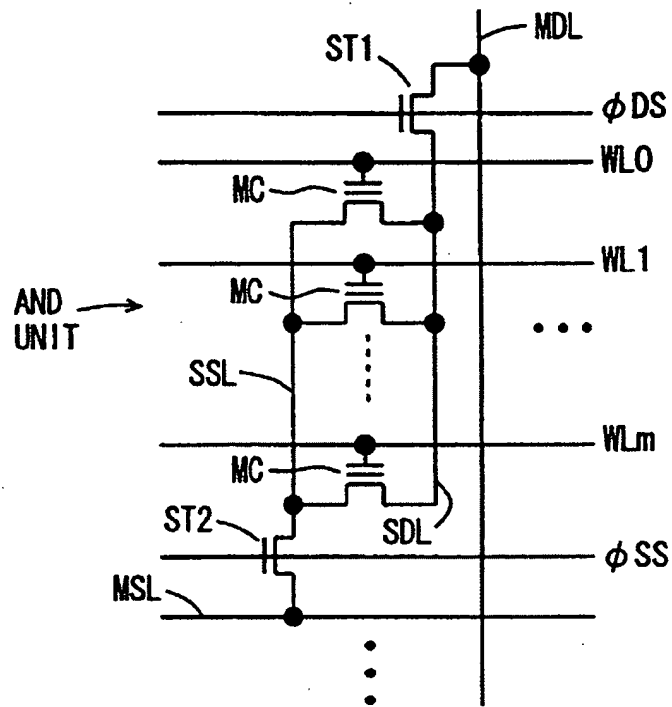 MDL
ST1
φDS
WL0
MC
WL1
MC
AND
UNIT
SSL
WLm
MC
ST2
SDL
φSS
MSL